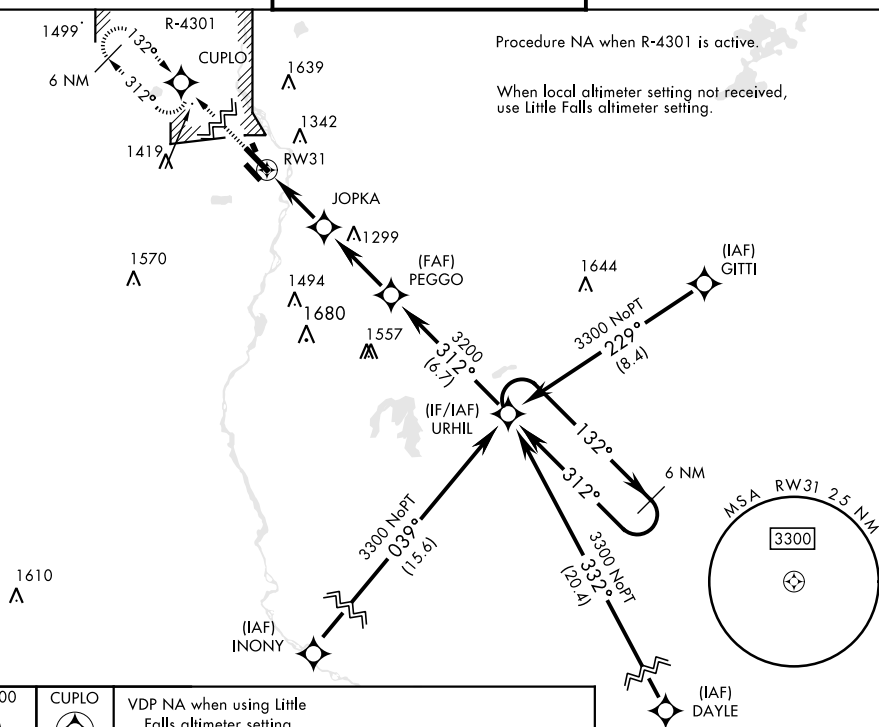 R-4301
1499
132°
CUPLO
6 NM
312°
1639
1342
1419
RW31
Procedure NA when R-4301 is active.
When local altimeter setting not received,
use Little Falls altimeter setting.
JOPKA
1299
1570
(FAF)
PEGGO
1494
1680
1557
1644
(IAF)
GITTI
3300 NoPT
229°
(8.4)
3200
312°
(6.7)
(IF/IAF)
URHIL
132°
312°
6 NM
3300 NoPT
039°
(15.6)
3300 NoPT
332°
(20.4)
MSA RW31 25 NM
3300
1610
(IAF)
INONY
(IAF)
DAYLE
00
CUPLO
VDP NA when using Little
Falls altimeter setting